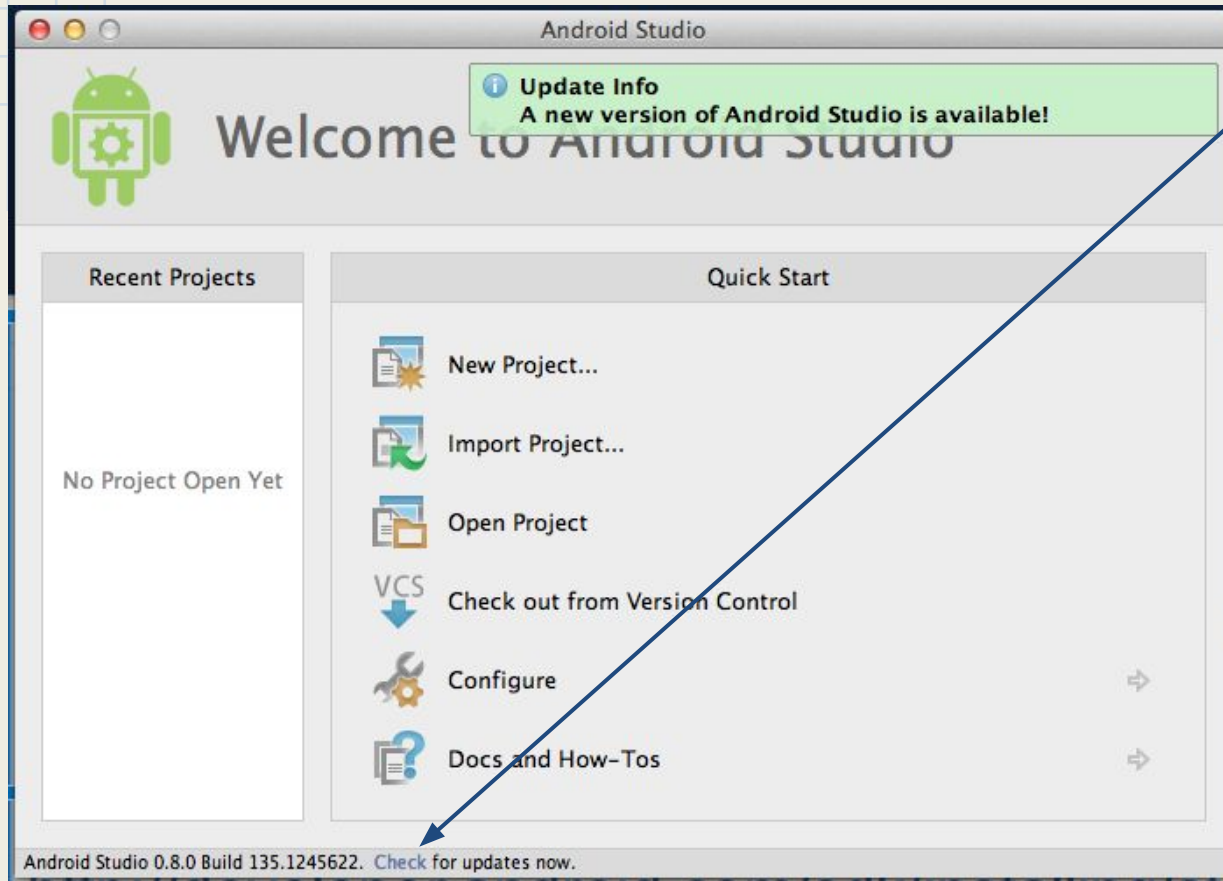 Android Studio
Update Info
A new version of Android Studio is available!
Welcome to Android Studio
Recent Projects
Quick Start
No Project Open Yet
New Project...
Import Project...
Open Project
VCS
Check out from Version Control
Configure
Docs and How-Tos
Android Studio 0.8.0 Build 135.1245622. Check for updates now.